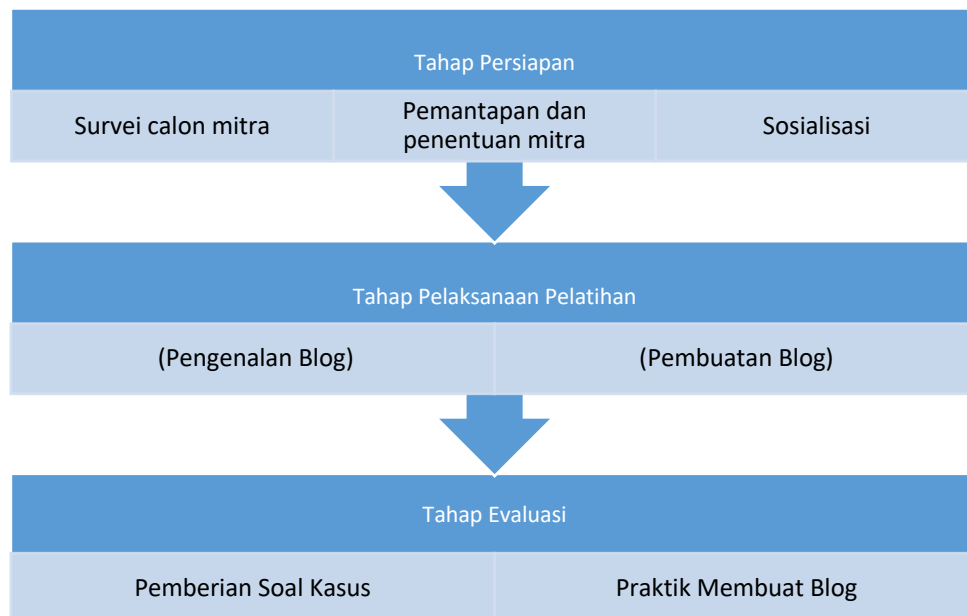 Tahap Persiapan
Survei calon mitra
Pemantapan dan
penentuan mitra
Sosialisasi
Tahap Pelaksanaan Pelatihan
(Pengenalan Blog)
(Pembuatan Blog)
Tahap Evaluasi
Pemberian Soal Kasus
Praktik Membuat Blog